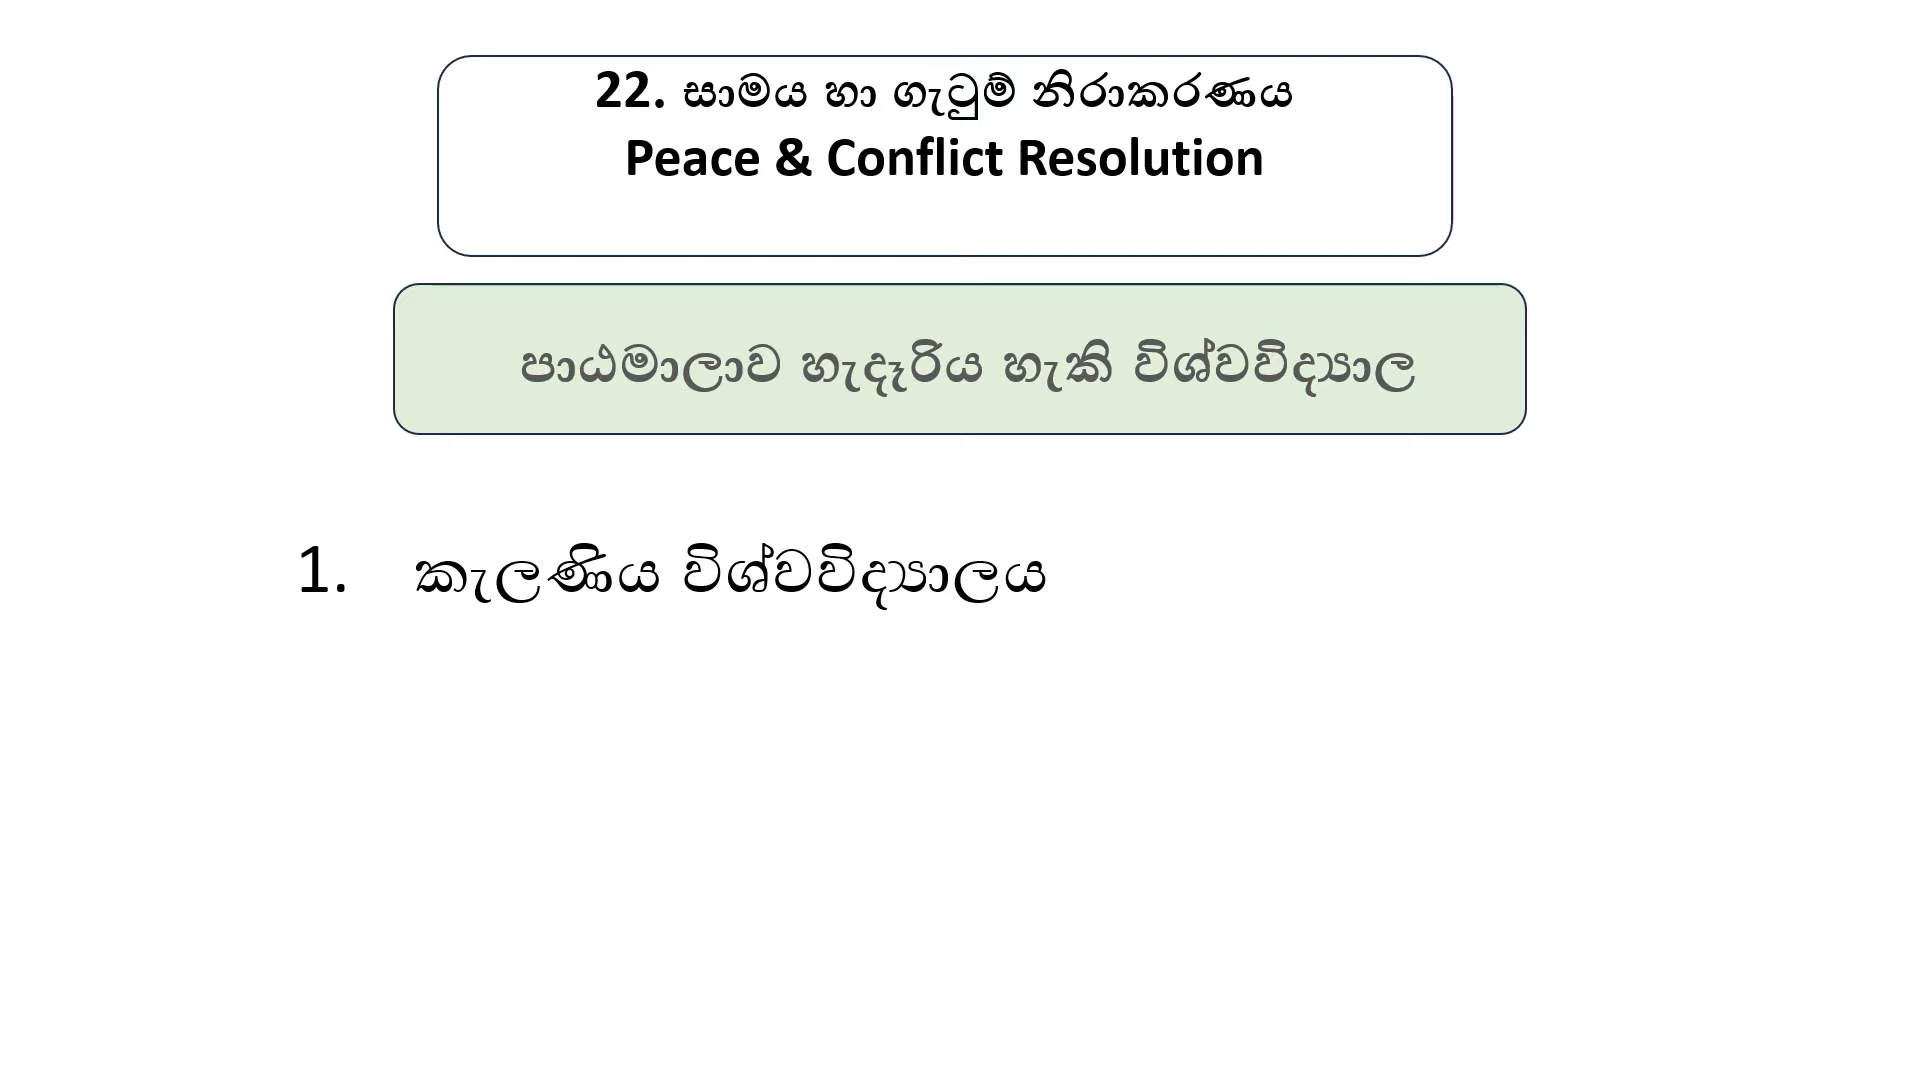 22. සාමය හා ගැටුම් නිරාකරණය
Peace & Conflict Resolution
පාඨමාලාව හැදෑරිය හැකි විශ්වවිද්‍යාල
1. කැලණිය විශ්වවිද්‍යාලය